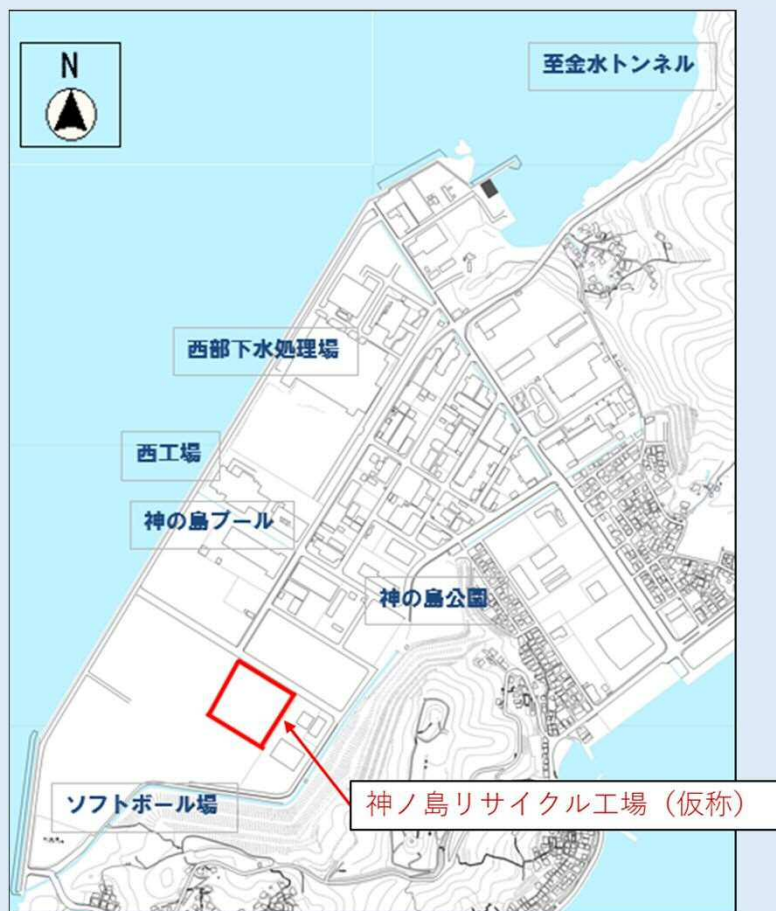 N
至金水トンネル
西部下水処理場
西工場
神の島プール
神の島公園
ソフトボール場
神ノ島リサイクル工場（仮称）